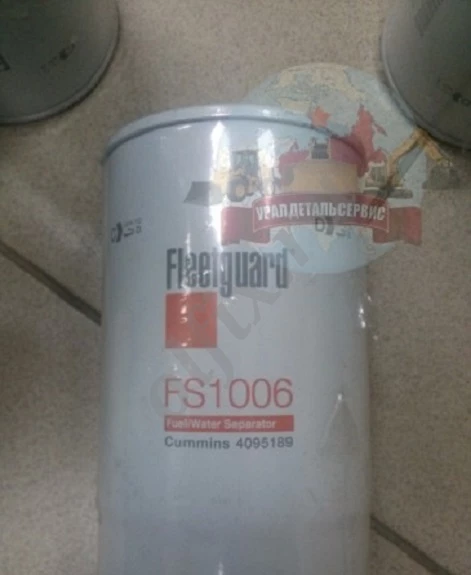 УРАЛДЕТАЛЬСЕРВИС
Fleetguard
FS1006
Fuel/Water Separator
Cummins 4095189